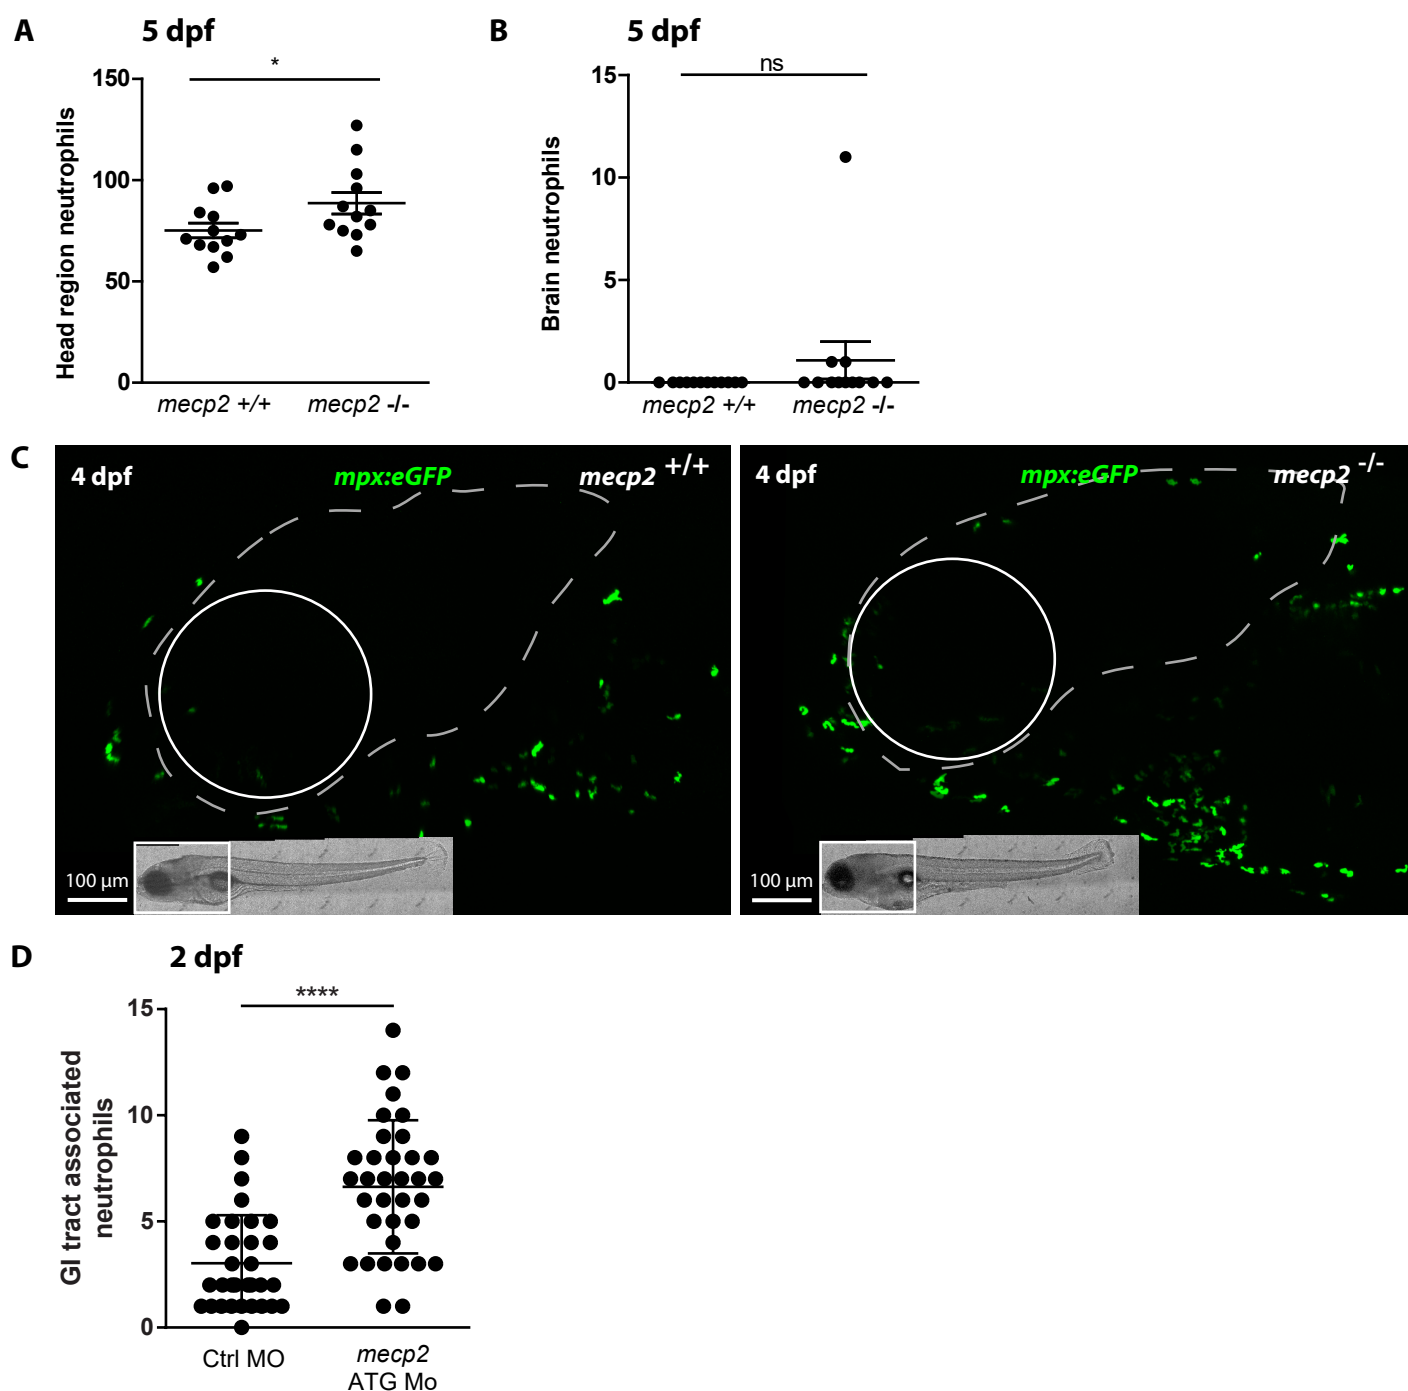 A
5 dpf
*
150
100
50
0
Head region neutrophils
mecp2 +/+
mecp2 -/-
B
5 dpf
ns
15
10
5
0
Brain neutrophils
mecp2 +/+
mecp2 -/-
C
4 dpf
mpx:eGFP
mecp2 +/+
100 µm
4 dpf
mpx:eGFP
mecp2 -/-
100 µm
D
2 dpf
****
15
10
5
0
GI tract associated
neutrophils
Ctrl MO
mecp2
ATG Mo